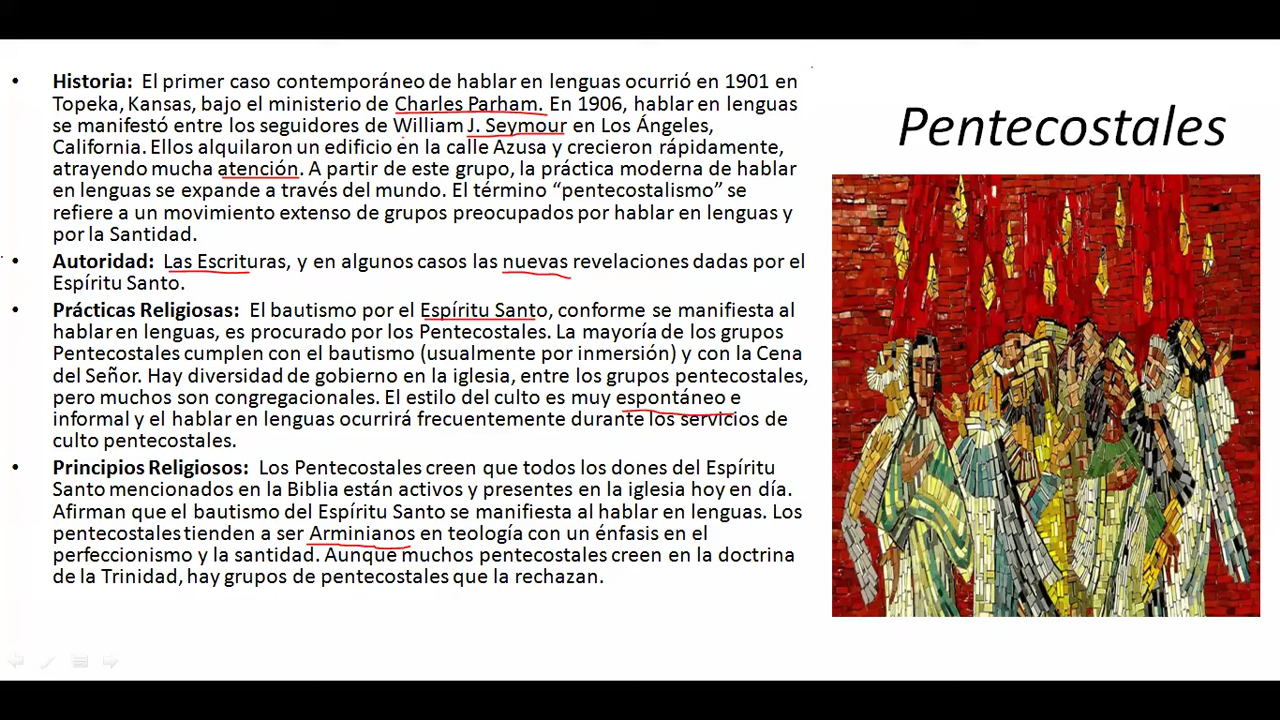 • Historia: El primer caso contemporáneo de hablar en lenguas ocurrió en 1901 en
Topeka, Kansas, bajo el ministerio de Charles Parham. En 1906, hablar en lenguas
se manifestó entre los seguidores de William J. Seymour en Los Ángeles,
California. Ellos alquilaron un edificio en la calle Azusa y crecieron rápidamente,
atrayendo mucha atención. A partir de este grupo, la práctica moderna de hablar
en lenguas se expande a través del mundo. El término “pentecostalismo” se
refiere a un movimiento extenso de grupos preocupados por hablar en lenguas y
por la Santidad.
• Autoridad: Las Escrituras, y en algunos casos las nuevas revelaciones dadas por el
Espíritu Santo.
• Prácticas Religiosas: El bautismo por el Espíritu Santo, conforme se manifiesta al
hablar en lenguas, es procurado por los Pentecostales. La mayoría de los grupos
Pentecostales cumplen con el bautismo (usualmente por inmersión) y con la Cena
del Señor. Hay diversidad de gobierno en la iglesia, entre los grupos pentecostales,
pero muchos son congregacionales. El estilo del culto es muy espontáneo e
informal y el hablar en lenguas ocurrirá frecuentemente durante los servicios de
culto pentecostales.
• Principios Religiosos: Los Pentecostales creen que todos los dones del Espíritu
Santo mencionados en la Biblia están activos y presentes en la iglesia hoy en día.
Afirman que el bautismo del Espíritu Santo se manifiesta al hablar en lenguas. Los
pentecostales tienden a ser Arminianos en teología con un énfasis en el
perfeccionismo y la santidad. Aunque muchos pentecostales creen en la doctrina
de la Trinidad, hay grupos de pentecostales que la rechazan.
Pentecostales